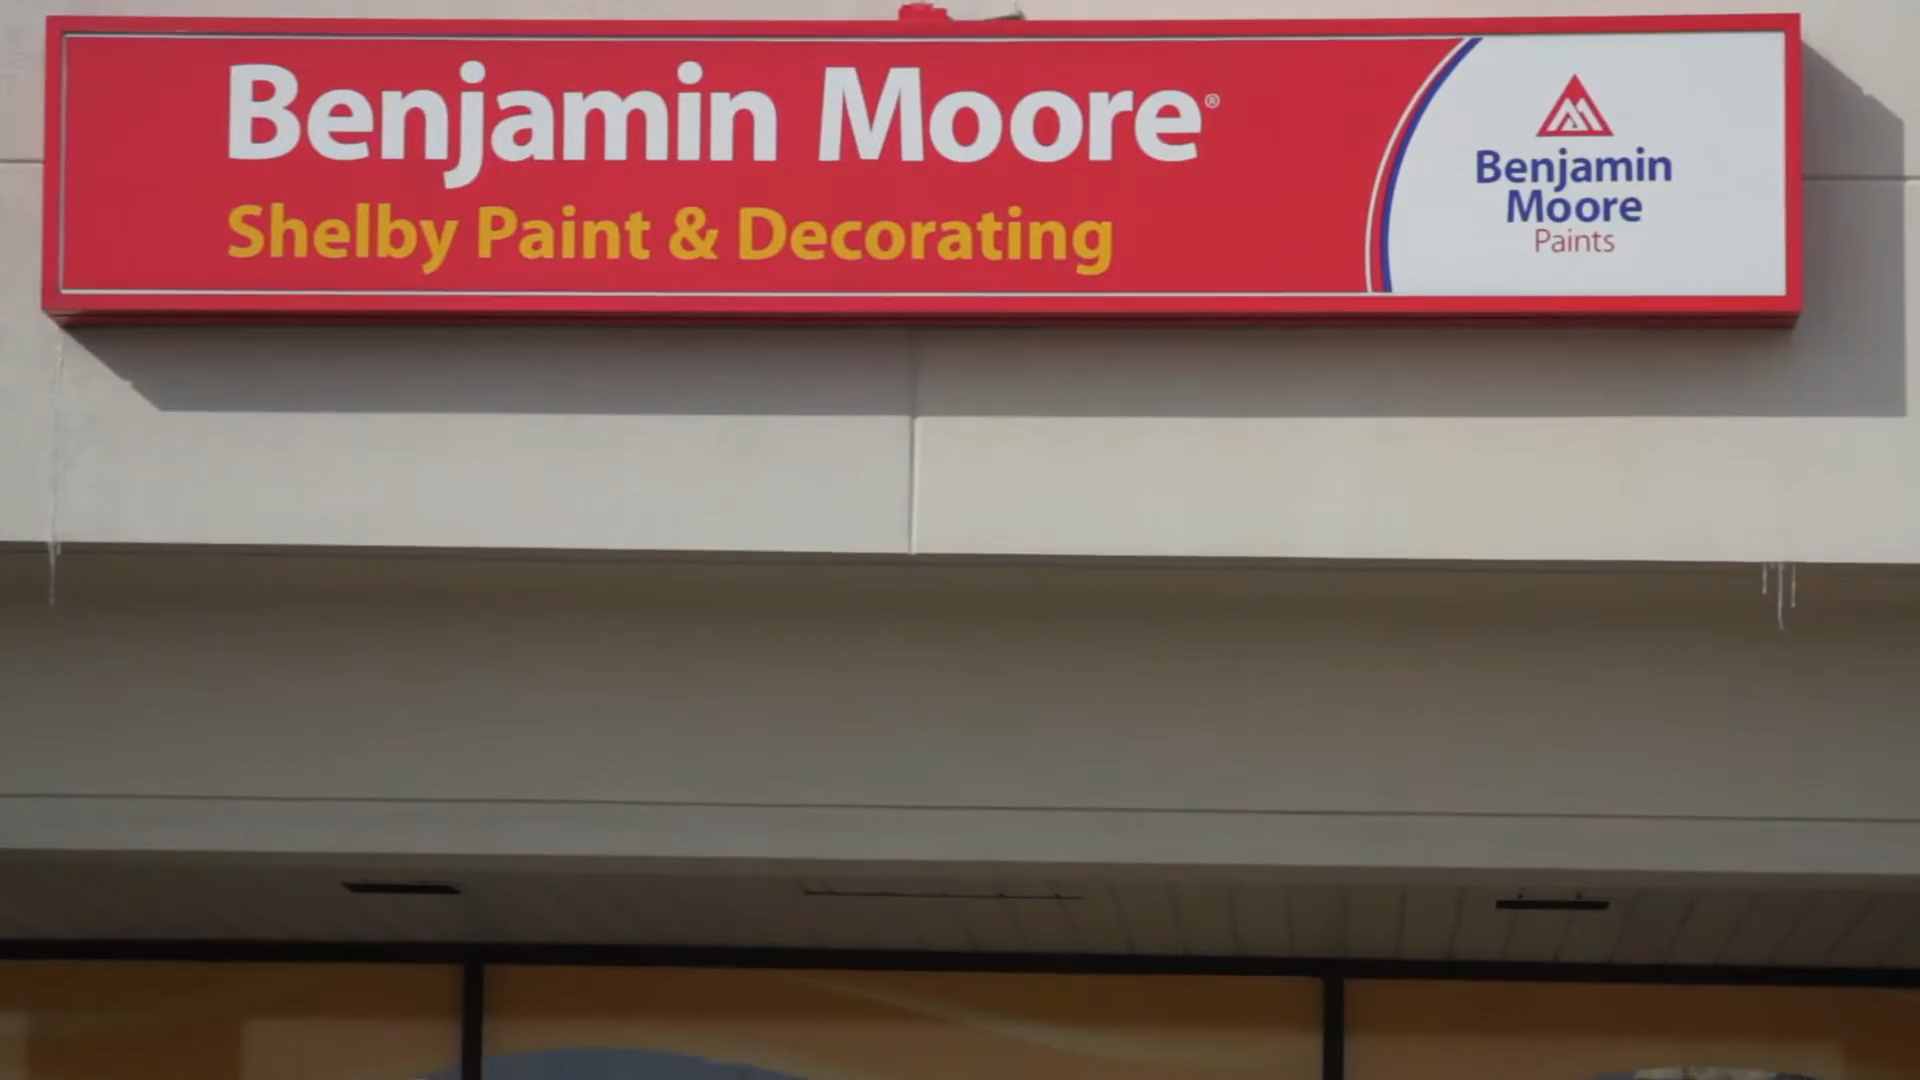 Benjamin Moore®
Shelby Paint & Decorating
Benjamin
Moore
Paints